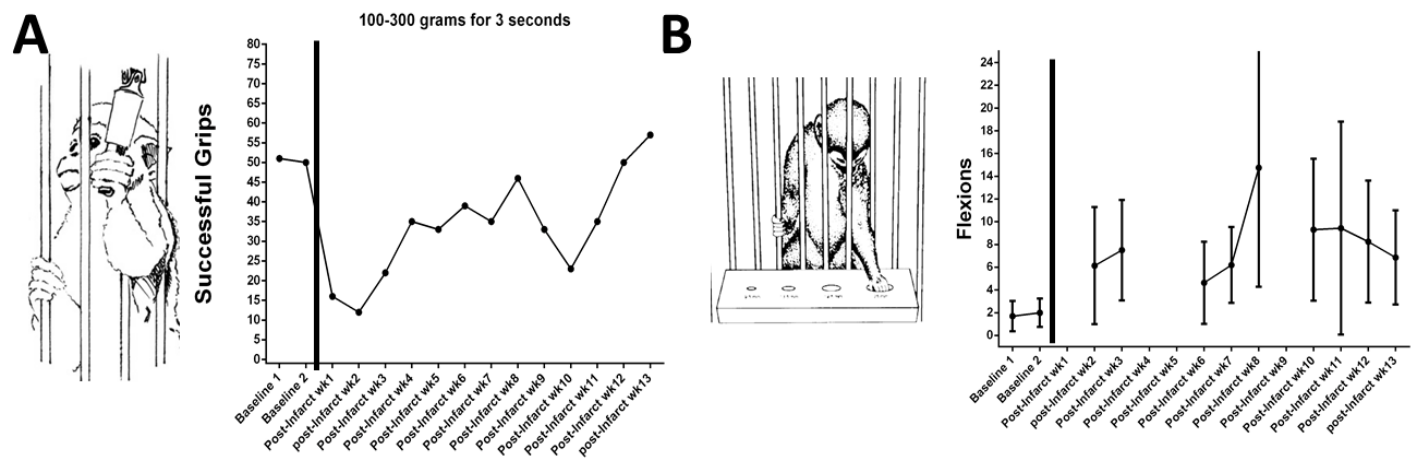 A
100-300 grams for 3 seconds
Successful Grips
80
75
70
65
60
55
50
45
40
35
30
25
20
15
10
5
0
Baseline 1
Baseline 2
Post-Infarct wk1
post-Infarct wk2
Post-Infarct wk3
Post-Infarct wk4
Post-Infarct wk5
Post-Infarct wk6
Post-Infarct wk7
Post-Infarct wk8
Post-Infarct wk9
Post-Infarct wk10
Post-Infarct wk11
Post-Infarct wk12
post-Infarct wk13
B
Flexions
24
22
20
18
16
14
12
10
8
6
4
2
0
Baseline 1
Baseline 2
Post-Infarct wk1
post-Infarct wk2
Post-Infarct wk3
Post-Infarct wk4
Post-Infarct wk5
Post-Infarct wk6
Post-Infarct wk7
Post-Infarct wk8
Post-Infarct wk9
Post-Infarct wk10
Post-Infarct wk11
Post-Infarct wk12
post-Infarct wk13